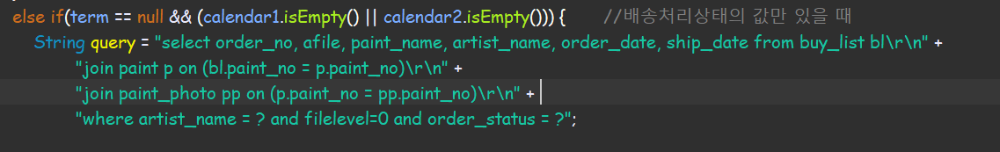 else if(term == null && (calendar1.isEmpty() || calendar2.isEmpty())) { //배송처리상태의 값만 있을 때
String query = "select order_no, afile, paint_name, artist_name, order_date, ship_date from buy_list bl\r\n" +
"join paint p on (bl.paint_no = p.paint_no)\r\n" +
"join paint_photo pp on (p.paint_no = pp.paint_no)\r\n" +
"where artist_name = ? and filelevel=0 and order_status = ?";